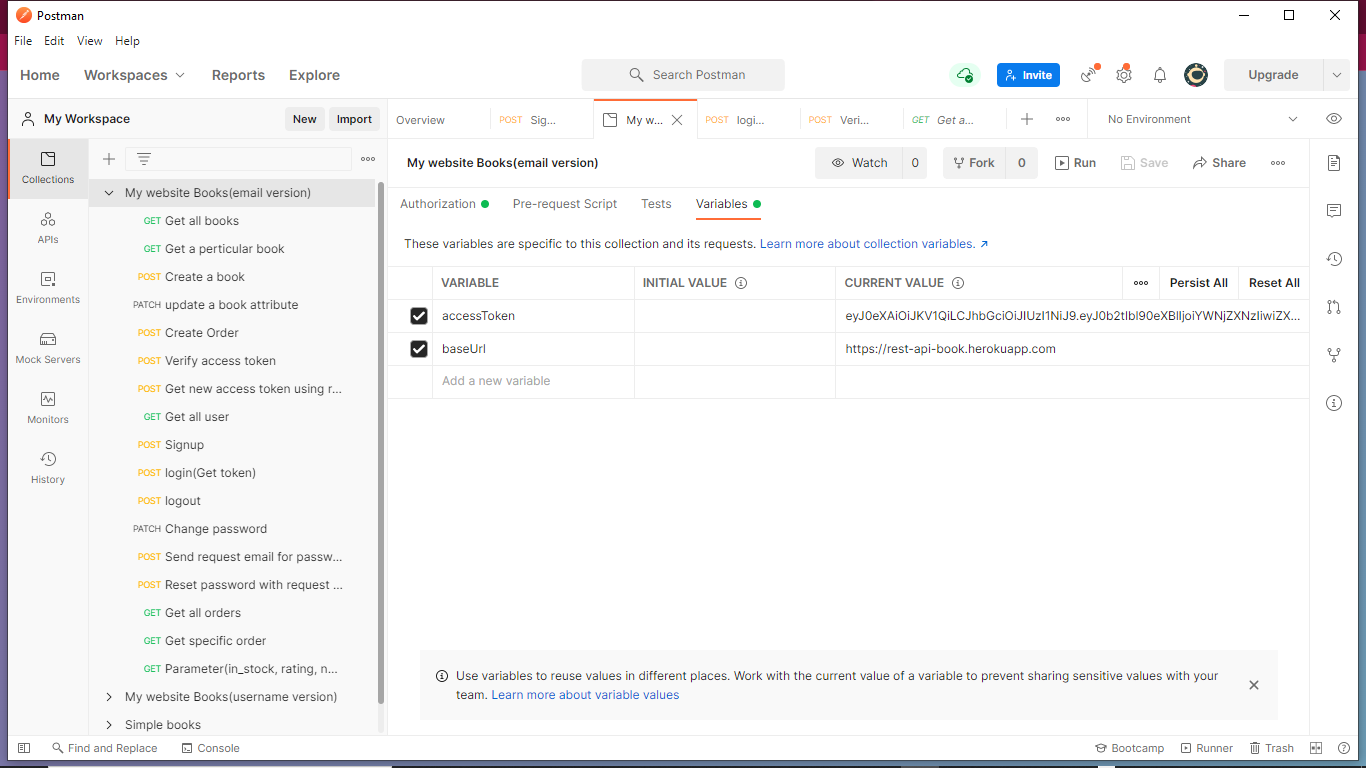 Postman
File Edit View Help
Home Workspaces Reports Explore Search Postman Invite Upgrade
My Workspace New Import
Overview POST Sig... My w... POST logi... POST Veri... GET Get a... No Environment
Collections
APIs
Environments
Mock Servers
Monitors
History
My website Books(email version)
GET Get all books
GET Get a perticular book
POST Create a book
PATCH update a book attribute
POST Create Order
POST Verify access token
POST Get new access token using r...
GET Get all user
POST Signup
POST login(Get token)
POST logout
PATCH Change password
POST Send request email for passw...
POST Reset password with request ...
GET Get all orders
GET Get specific order
GET Parameter(in_stock, rating, n...
My website Books(username version)
Simple books
My website Books(email version) Watch 0 Fork 0 Run Save Share
Authorization Pre-request Script Tests Variables
These variables are specific to this collection and its requests. Learn more about collection variables. ↗
VARIABLE INITIAL VALUE CURRENT VALUE Persist All Reset All
accessToken
baseUrl https://rest-api-book.herokuapp.com
Add a new variable
Use variables to reuse values in different places. Work with the current value of a variable to prevent sharing sensitive values with your
team. Learn more about variable values
Find and Replace Console Bootcamp Runner Trash